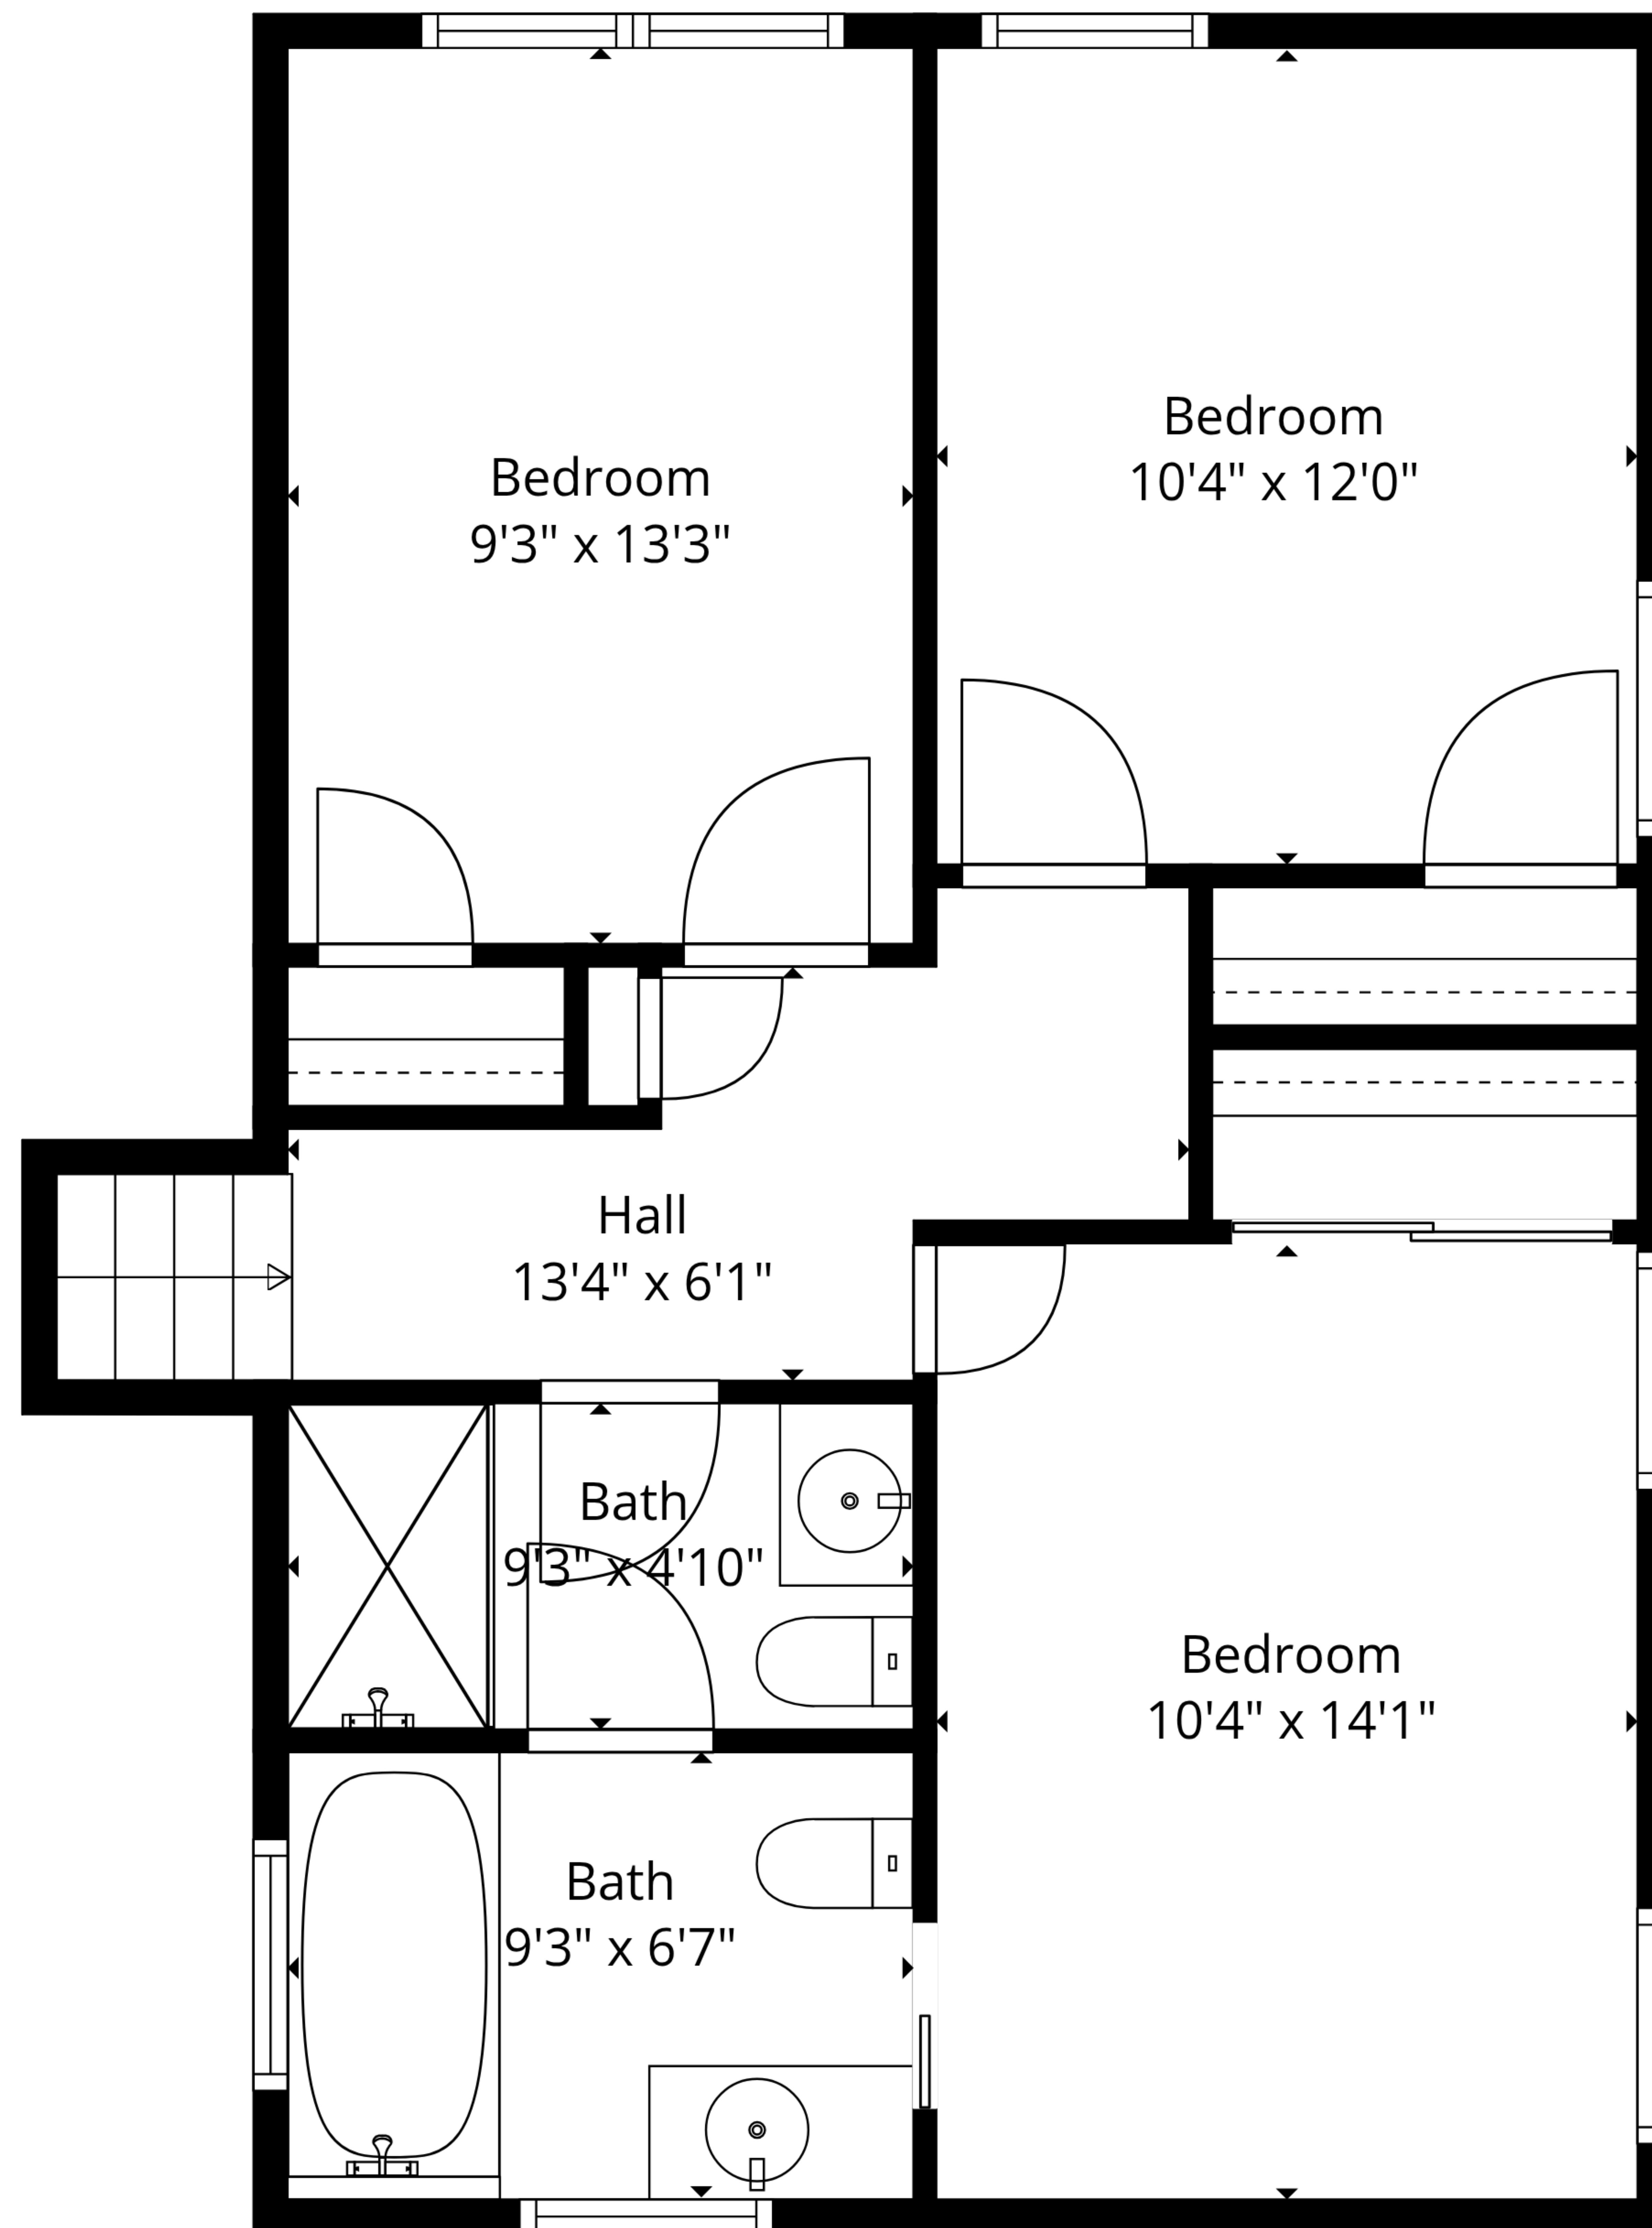 Bedroom
10'4" x 12'0"
Bedroom
9'3" x 13'3"
Hall
13'4" x 6'1"
Bath
9'3" x 4'10"
Bedroom
10'4" x 14'1"
Bath
9'3" x 6'7"